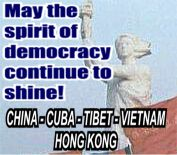 May the
spirit of
democracy
continue to
shine!
CHINA - CUBA - TIBET - VIETNAM
HONG KONG